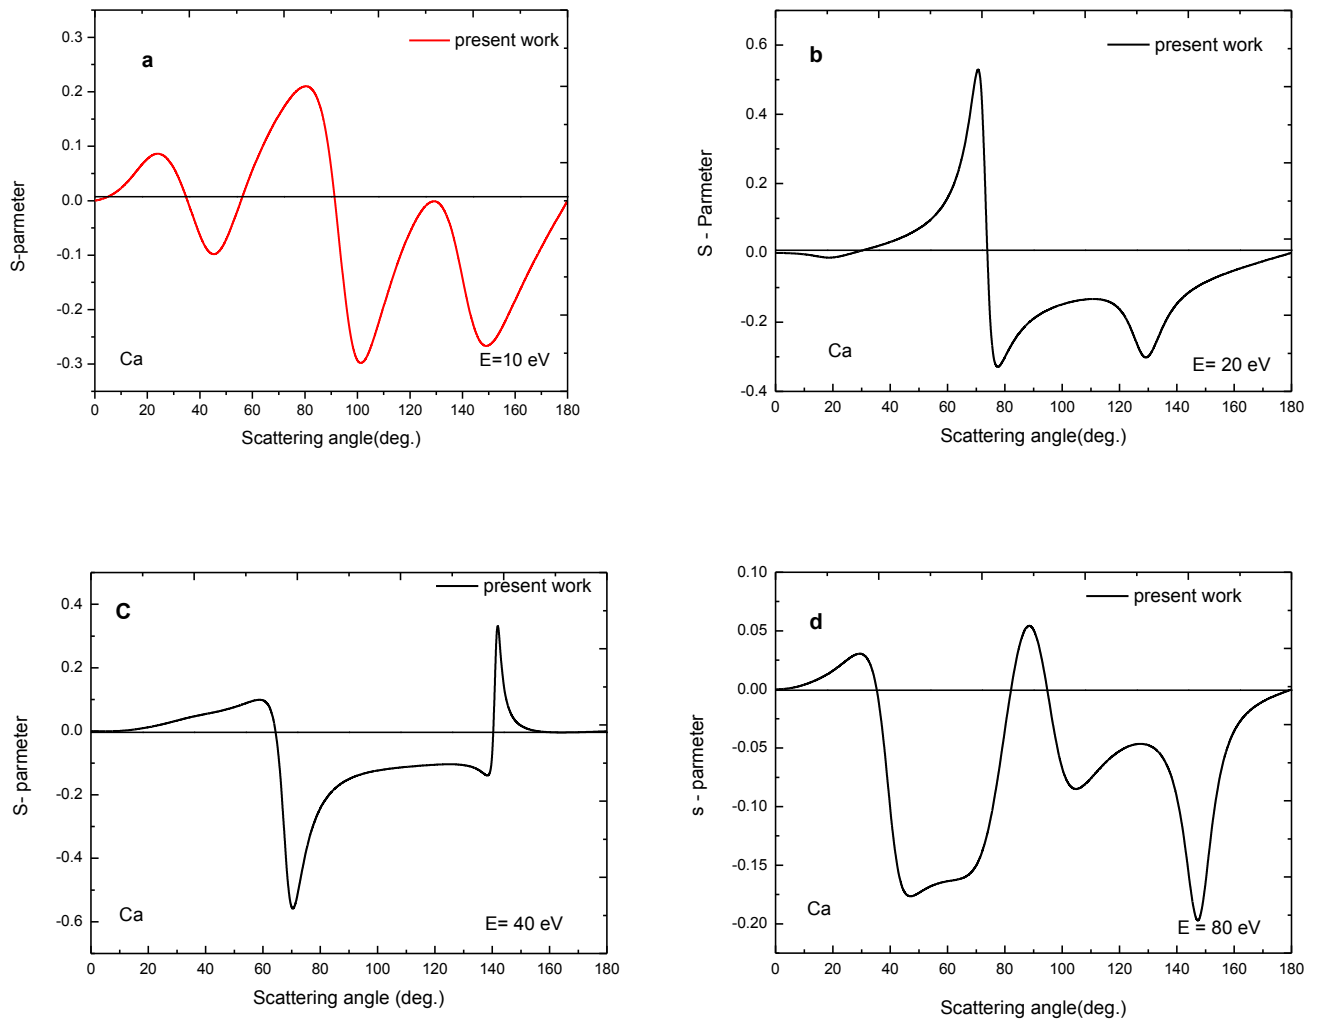 a
present work
0.3
0.2
0.1
0.0
-0.1
-0.2
-0.3
S-parmeter
Ca
E=10 eV
0 20 40 60 80 100 120 140 160 180
Scattering angle(deg.)
b
present work
0.6
0.4
0.2
0.0
-0.2
-0.4
S - Parmeter
Ca
E= 20 eV
0 20 40 60 80 100 120 140 160 180
Scattering angle(deg.)
C
present work
0.4
0.2
0.0
-0.2
-0.4
-0.6
S- parmeter
Ca
E= 40 eV
0 20 40 60 80 100 120 140 160 180
Scattering angle (deg.)
d
present work
0.10
0.05
0.00
-0.05
-0.10
-0.15
-0.20
s - parmeter
Ca
E = 80 eV
0 20 40 60 80 100 120 140 160 180
Scattering angle(deg.)